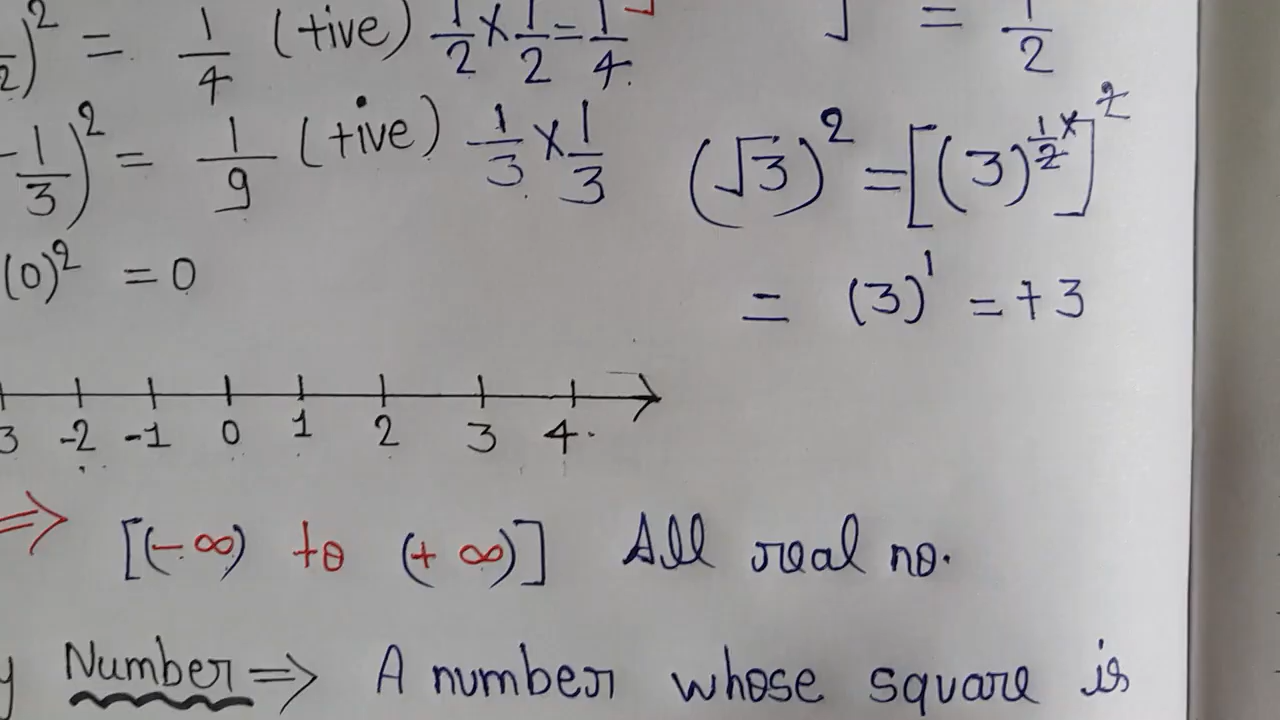 2)² = 1/4 (+ive) 1/2 × 1/2 = 1/4
-1/3)² = 1/9 (+ive) -1/3 × 1/3
(0)² = 0
] = 1/2
(√3)² = [(3)^(1/2 ×]²
= (3)¹ = +3
3 -2 -1 0 1 2 3 4
⇒ [(-∞) to (+ ∞)] All real no.
y Number ⇒ A number whose square is